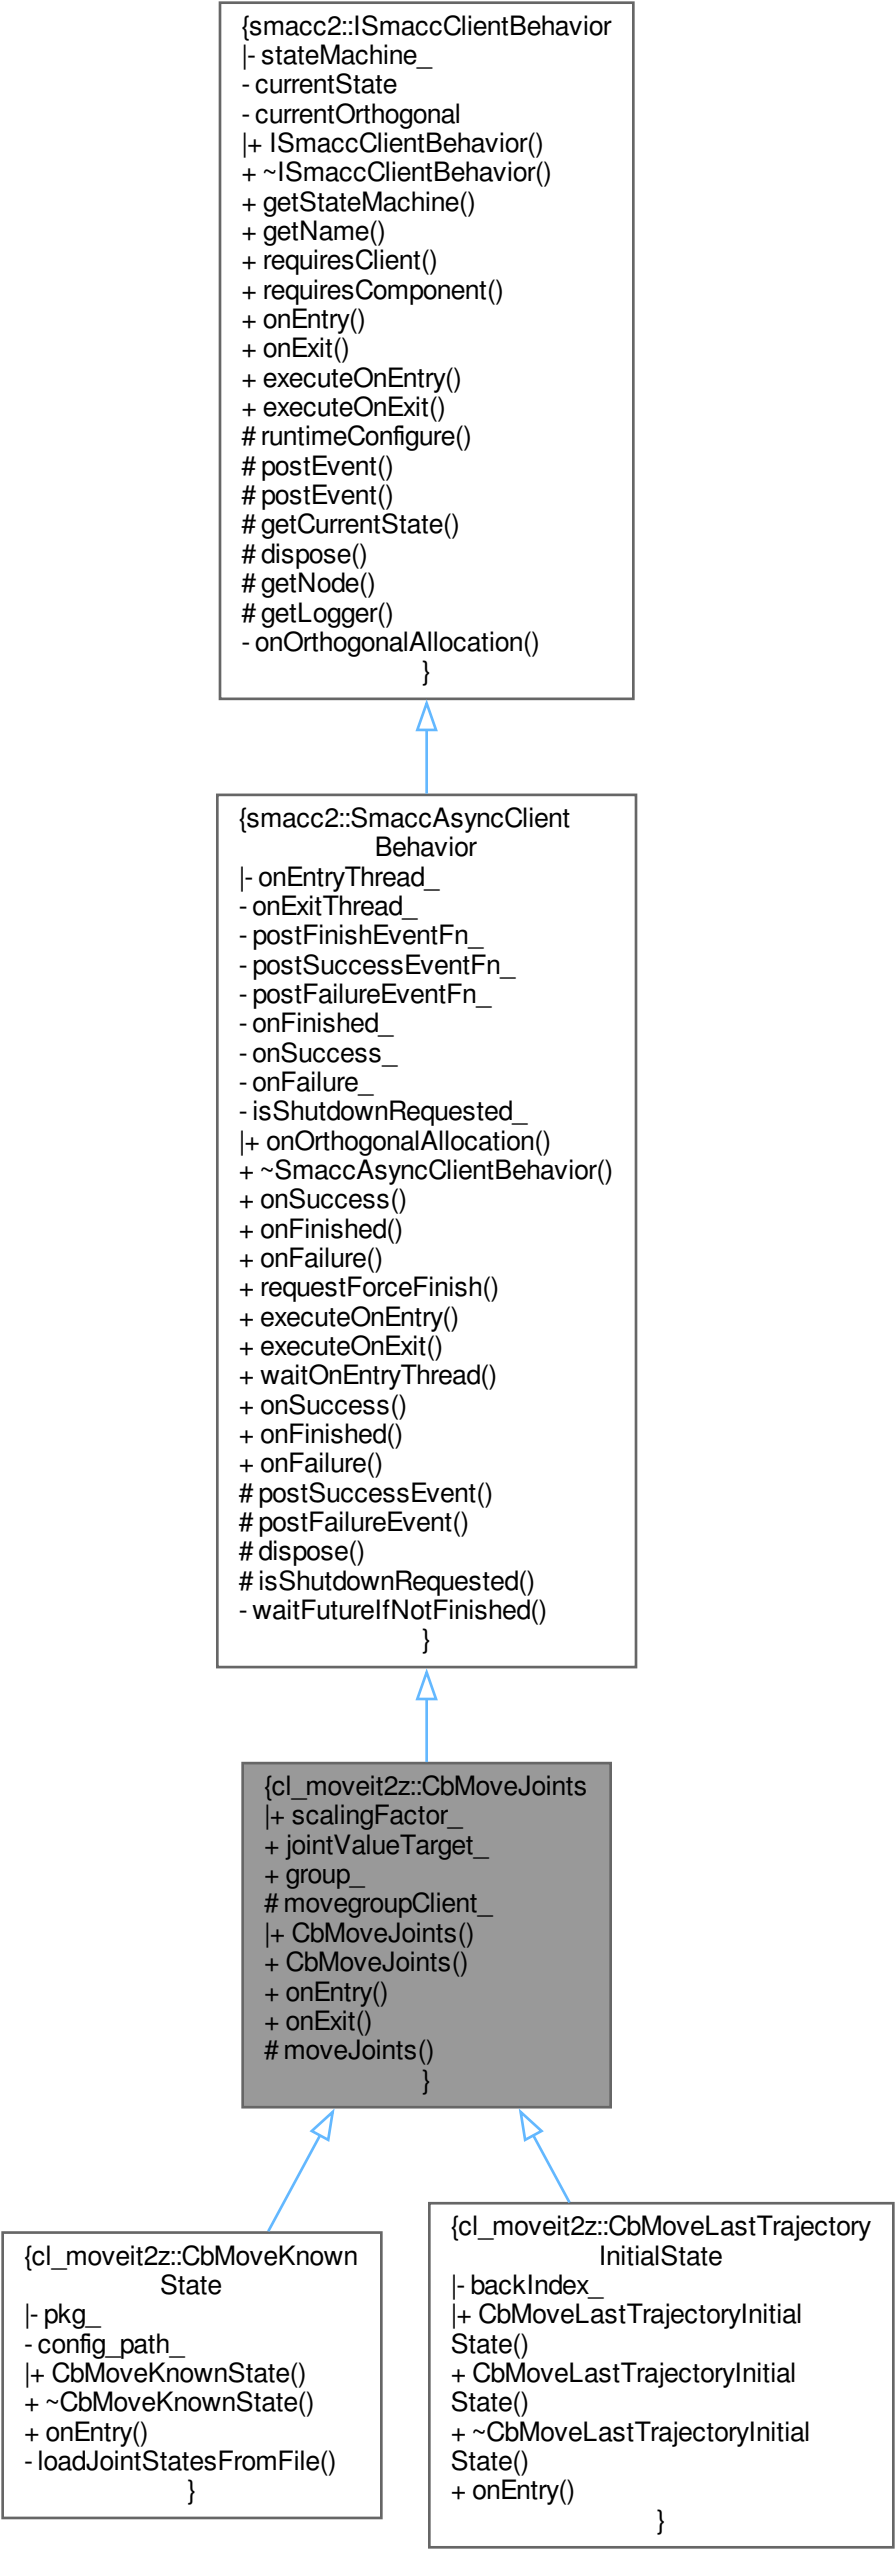 {smacc2::ISmaccClientBehavior
|- stateMachine_
- currentState
- currentOrthogonal
|+ ISmaccClientBehavior()
+ ~ISmaccClientBehavior()
+ getStateMachine()
+ getName()
+ requiresClient()
+ requiresComponent()
+ onEntry()
+ onExit()
+ executeOnEntry()
+ executeOnExit()
# runtimeConfigure()
# postEvent()
# postEvent()
# getCurrentState()
# dispose()
# getNode()
# getLogger()
- onOrthogonalAllocation()
}
{smacc2::SmaccAsyncClient
Behavior
|- onEntryThread_
- onExitThread_
- postFinishEventFn_
- postSuccessEventFn_
- postFailureEventFn_
- onFinished_
- onSuccess_
- onFailure_
- isShutdownRequested_
|+ onOrthogonalAllocation()
+ ~SmaccAsyncClientBehavior()
+ onSuccess()
+ onFinished()
+ onFailure()
+ requestForceFinish()
+ executeOnEntry()
+ executeOnExit()
+ waitOnEntryThread()
+ onSuccess()
+ onFinished()
+ onFailure()
# postSuccessEvent()
# postFailureEvent()
# dispose()
# isShutdownRequested()
- waitFutureIfNotFinished()
}
{cl_moveit2z::CbMoveJoints
|+ scalingFactor_
+ jointValueTarget_
+ group_
# movegroupClient_
|+ CbMoveJoints()
+ CbMoveJoints()
+ onEntry()
+ onExit()
# moveJoints()
}
{cl_moveit2z::CbMoveKnown
State
|- pkg_
- config_path_
|+ CbMoveKnownState()
+ ~CbMoveKnownState()
+ onEntry()
- loadJointStatesFromFile()
}
{cl_moveit2z::CbMoveLastTrajectory
InitialState
|- backIndex_
|+ CbMoveLastTrajectoryInitial
State()
+ CbMoveLastTrajectoryInitial
State()
+ ~CbMoveLastTrajectoryInitial
State()
+ onEntry()
}